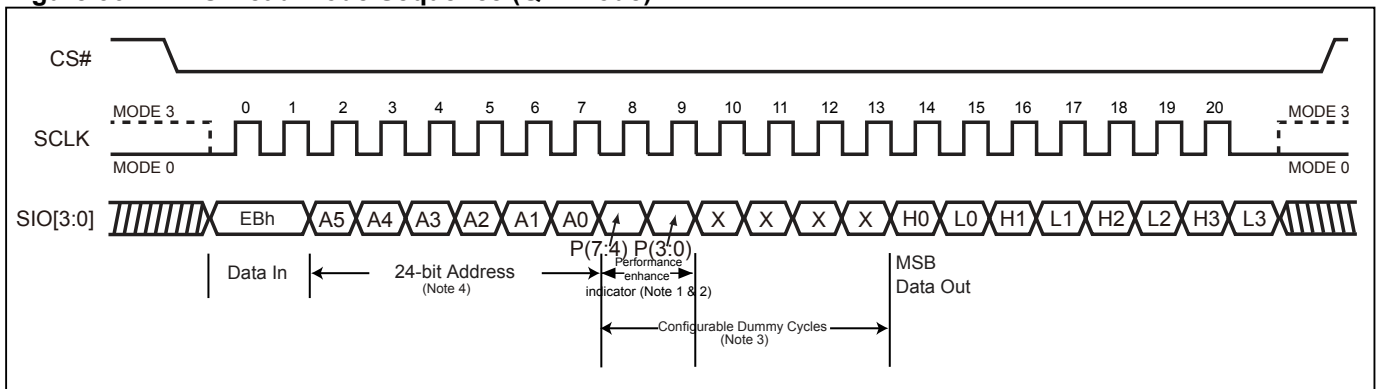 CS#
MODE 3
0 1 2 3 4 5 6 7 8 9 10 11 12 13 14 15 16 17 18 19 20
MODE 3
SCLK
MODE 0
MODE 0
SIO[3:0]
EBh A5 A4 A3 A2 A1 A0 X X X X H0 L0 H1 L1 H2 L2 H3 L3
P(7:4) P(3:0)
Data In
24-bit Address
(Note 4)
Performance
enhance
indicator (Note 1 & 2)
MSB
Data Out
Configurable Dummy Cycles
(Note 3)